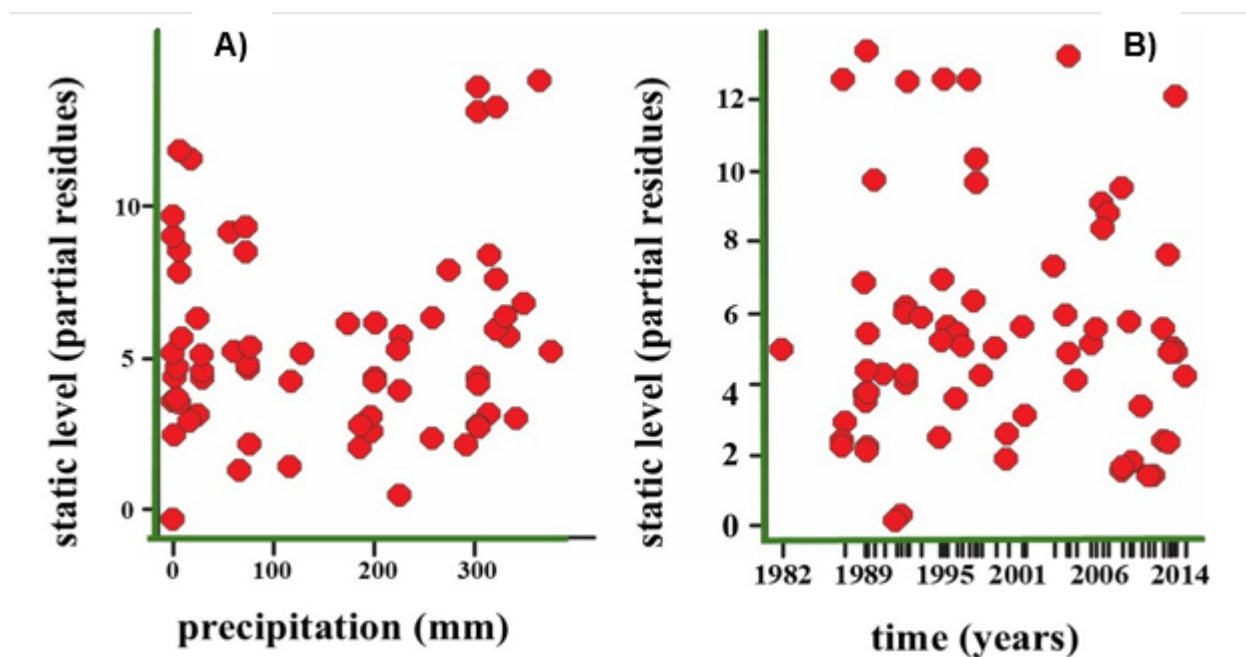 A)
static level (partial residues)
10
5
0
0 100 200 300
precipitation (mm)
B)
static level (partial residues)
12
10
8
6
4
2
0
1982 1989 1995 2001 2006 2014
time (years)